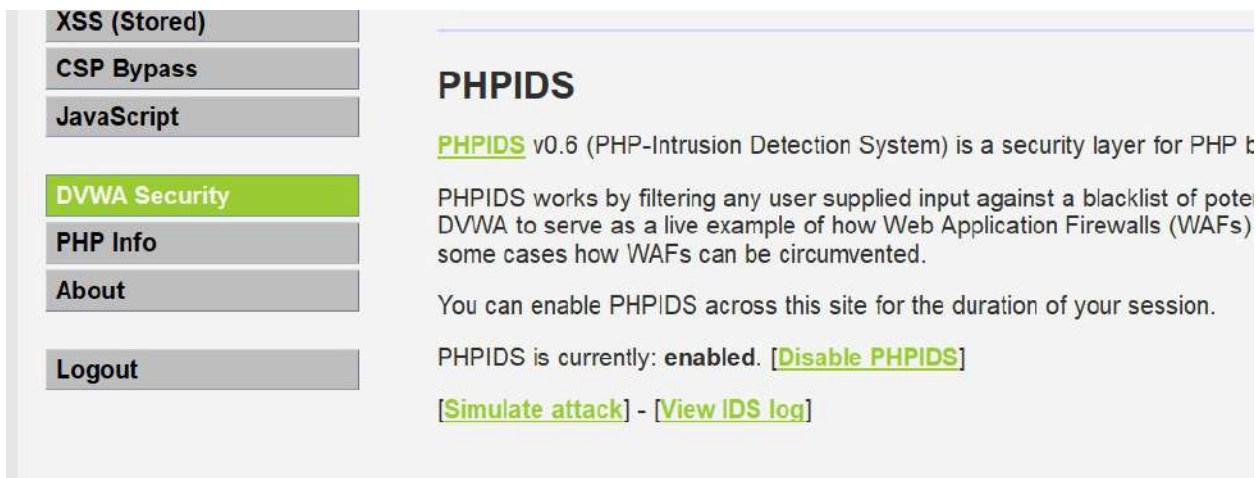 XSS (Stored)
CSP Bypass
JavaScript
DVWA Security
PHP Info
About
Logout
PHPIDS
PHPIDS v0.6 (PHP-Intrusion Detection System) is a security layer for PHP
PHPIDS works by filtering any user supplied input against a blacklist of
DVWA to serve as a live example of how Web Application Firewalls (WAFs)
some cases how WAFs can be circumvented.
You can enable PHPIDS across this site for the duration of your session.
PHPIDS is currently: enabled. [Disable PHPIDS]
[Simulate attack] - [View IDS log]